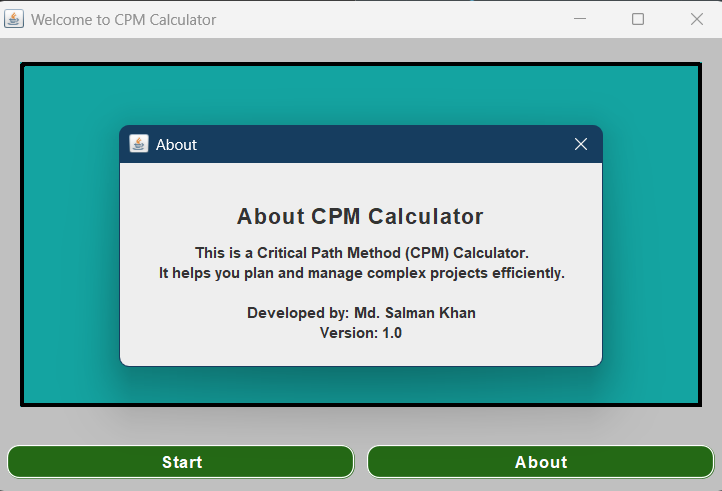 Welcome to CPM Calculator
About
About CPM Calculator
This is a Critical Path Method (CPM) Calculator.
It helps you plan and manage complex projects efficiently.
Developed by: Md. Salman Khan
Version: 1.0
Start
About